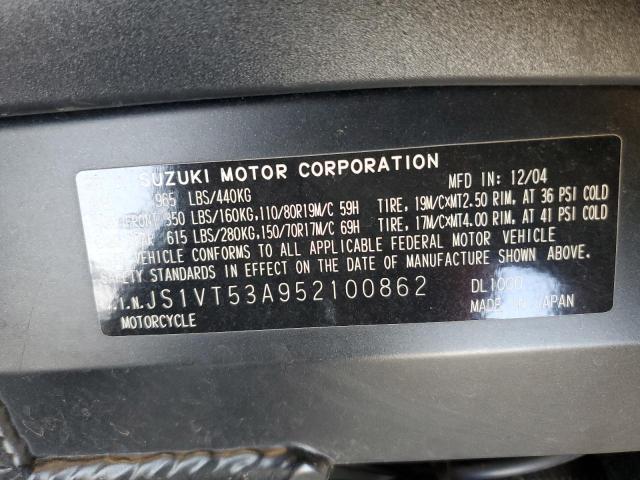 SUZUKI MOTOR CORPORATION MFD IN: 12/04
965 LBS/440KG
FRONT 350 LBS/160KG,110/80R19M/C 59H TIRE, 19M/C×MT2.50 RIM, AT 36 PSI COLD
615 LBS/280KG,150/70R17M/C 69H TIRE, 17M/C×MT4.00 RIM, AT 41 PSI COLD
VEHICLE CONFORMS TO ALL APPLICABLE FEDERAL MOTOR VEHICLE
SAFETY STANDARDS IN EFFECT ON THE DATE OF MANUFACTURE SHOWN ABOVE.
V.I.N.JS1VT53A952100862 DL1000
MOTORCYCLE MADE IN JAPAN